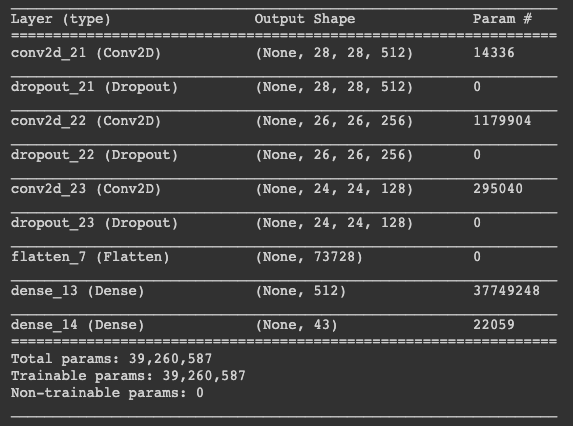 Layer (type) Output Shape Param #
conv2d_21 (Conv2D) (None, 28, 28, 512) 14336
dropout_21 (Dropout) (None, 28, 28, 512) 0
conv2d_22 (Conv2D) (None, 26, 26, 256) 1179904
dropout_22 (Dropout) (None, 26, 26, 256) 0
conv2d_23 (Conv2D) (None, 24, 24, 128) 295040
dropout_23 (Dropout) (None, 24, 24, 128) 0
flatten_7 (Flatten) (None, 73728) 0
dense_13 (Dense) (None, 512) 37749248
dense_14 (Dense) (None, 43) 22059
Total params: 39,260,587
Trainable params: 39,260,587
Non-trainable params: 0